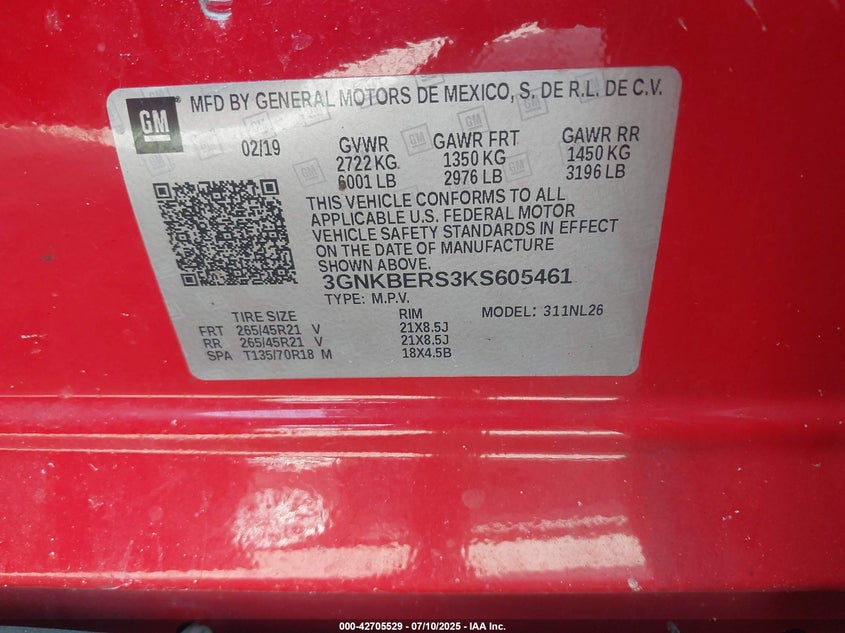 GM
MFD BY GENERAL MOTORS DE MEXICO, S. DE R.L. DE C.V.
02/19 GVWR GAWR FRT GAWR RR
2722 KG 1350 KG 1450 KG
6001 LB 2976 LB 3196 LB
THIS VEHICLE CONFORMS TO ALL
APPLICABLE U.S. FEDERAL MOTOR
VEHICLE SAFETY STANDARDS IN EFFECT
ON THE DATE OF MANUFACTURE
SHOWN ABOVE.
3GNKBERS3KS605461
TYPE: M.P.V. MODEL: 311NL26
TIRE SIZE RIM
FRT 265/45R21 V 21X8.5J
RR 265/45R21 V 21X8.5J
SPA T135/70R18 M 18X4.5B
000-42705529 / 07/10/2025 - IAA Inc.